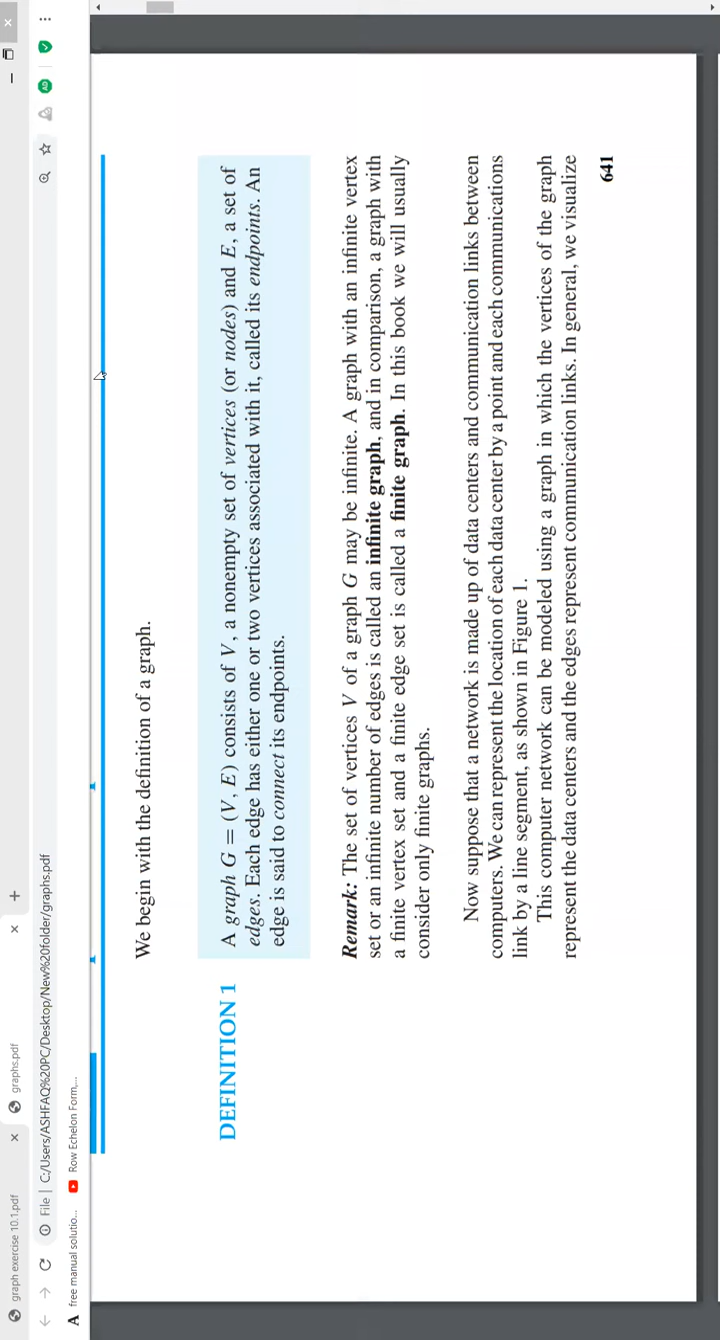 graph exercise 10.1.pdf
graphs.pdf
File | C:/Users/ASHFAQ%20PC/Desktop/New%20folder/graphs.pdf
AD
A free manual solutio...
Row Echelon Form,...
We begin with the definition of a graph.
DEFINITION 1
A graph G = (V, E) consists of V, a nonempty set of vertices (or nodes) and E, a set of
edges. Each edge has either one or two vertices associated with it, called its endpoints. An
edge is said to connect its endpoints.
Remark: The set of vertices V of a graph G may be infinite. A graph with an infinite vertex
set or an infinite number of edges is called an infinite graph, and in comparison, a graph with
a finite vertex set and a finite edge set is called a finite graph. In this book we will usually
consider only finite graphs.
Now suppose that a network is made up of data centers and communication links between
computers. We can represent the location of each data center by a point and each communications
link by a line segment, as shown in Figure 1.
This computer network can be modeled using a graph in which the vertices of the graph
represent the data centers and the edges represent communication links. In general, we visualize
641